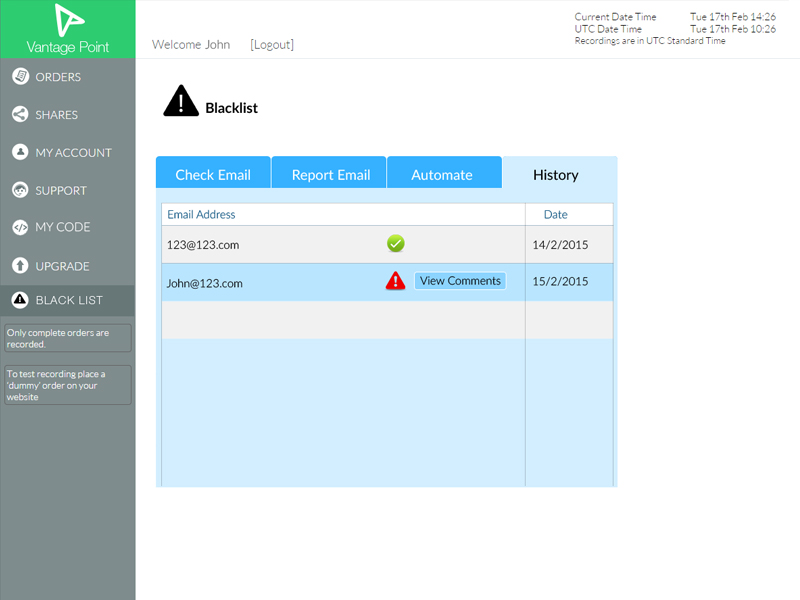 Vantage Point
Welcome John [Logout]
Current Date Time Tue 17th Feb 14:26
UTC Date Time Tue 17th Feb 10:26
Recordings are in UTC Standard Time
ORDERS
SHARES
MY ACCOUNT
SUPPORT
MY CODE
UPGRADE
BLACK LIST
Only complete orders are
recorded.
To test recording place a
'dummy' order on your
website
Blacklist
Check Email Report Email Automate History
Email Address Date
123@123.com 14/2/2015
John@123.com View Comments 15/2/2015